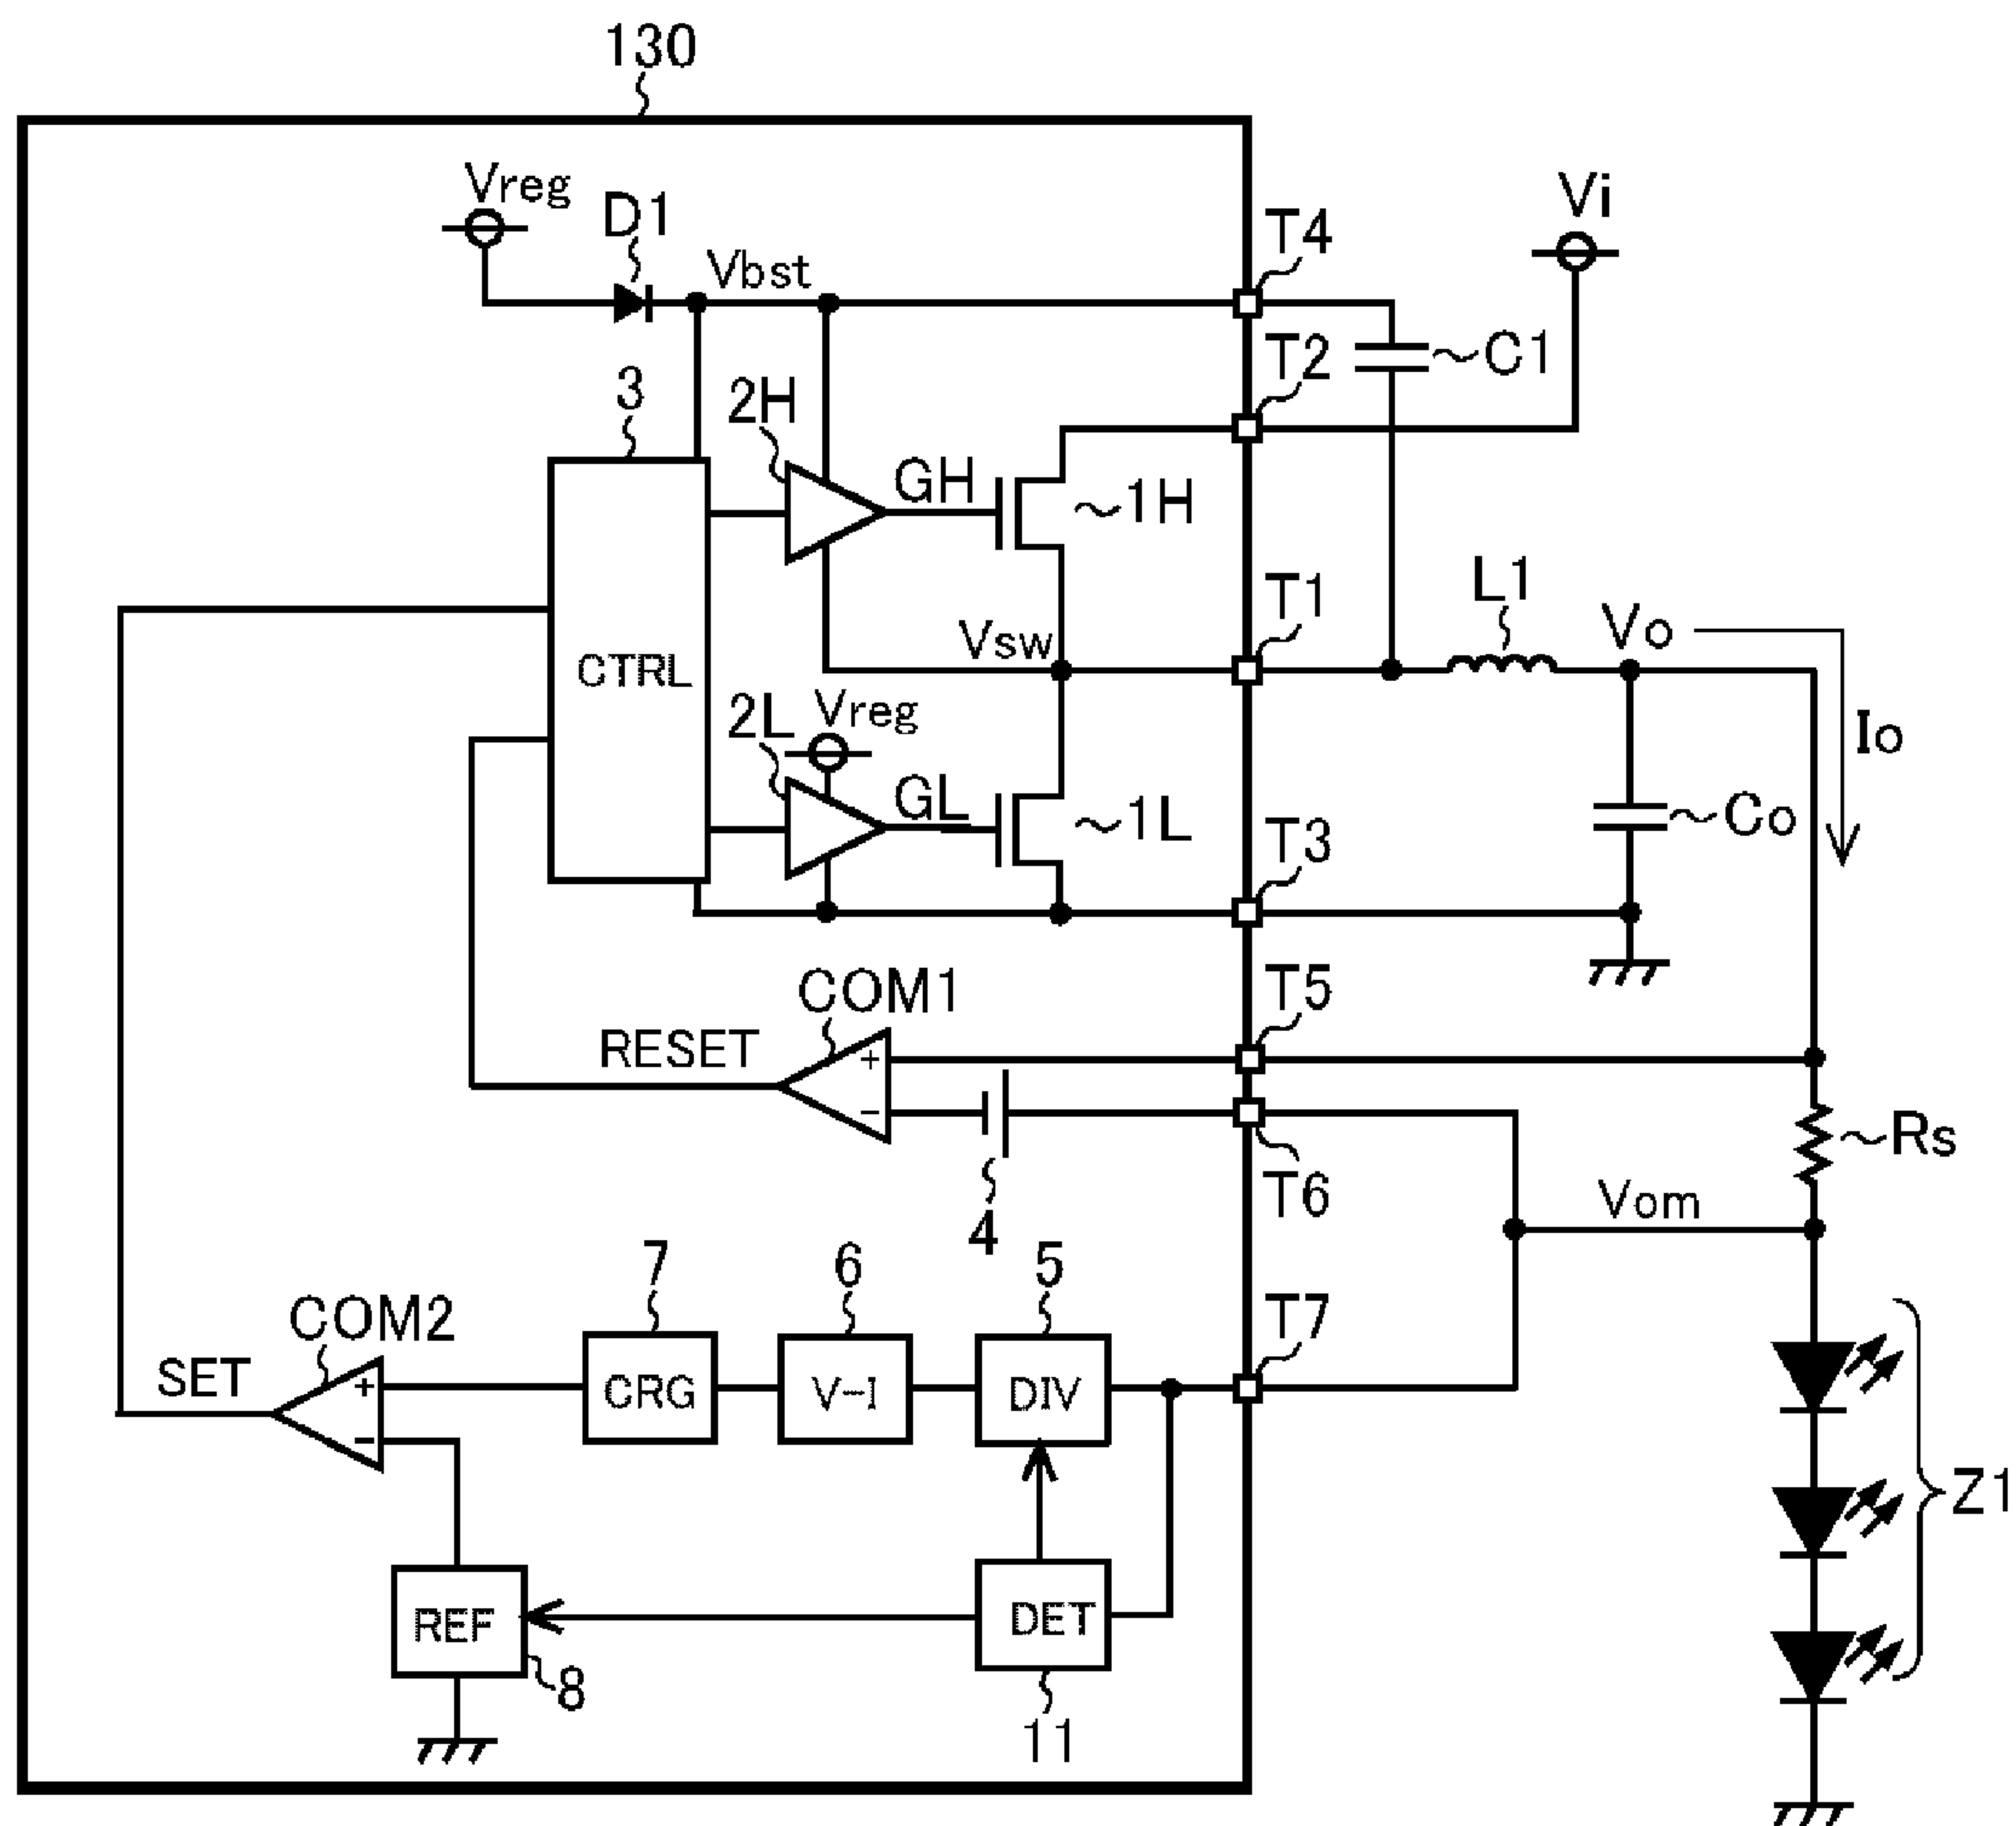 130
Vreg
D1
Vbst
T4
Vi
T2
~C1
3
2H
GH
~1H
T1
L1
Vo
Vsw
CTRL
2L
Vreg
Io
GL
~1L
T3
~Co
COM1
T5
RESET
+
−
~Rs
4
T6
Vom
7
6
5
T7
COM2
SET
+
−
CRG
V-I
DIV
Z1
REF
DET
8
11